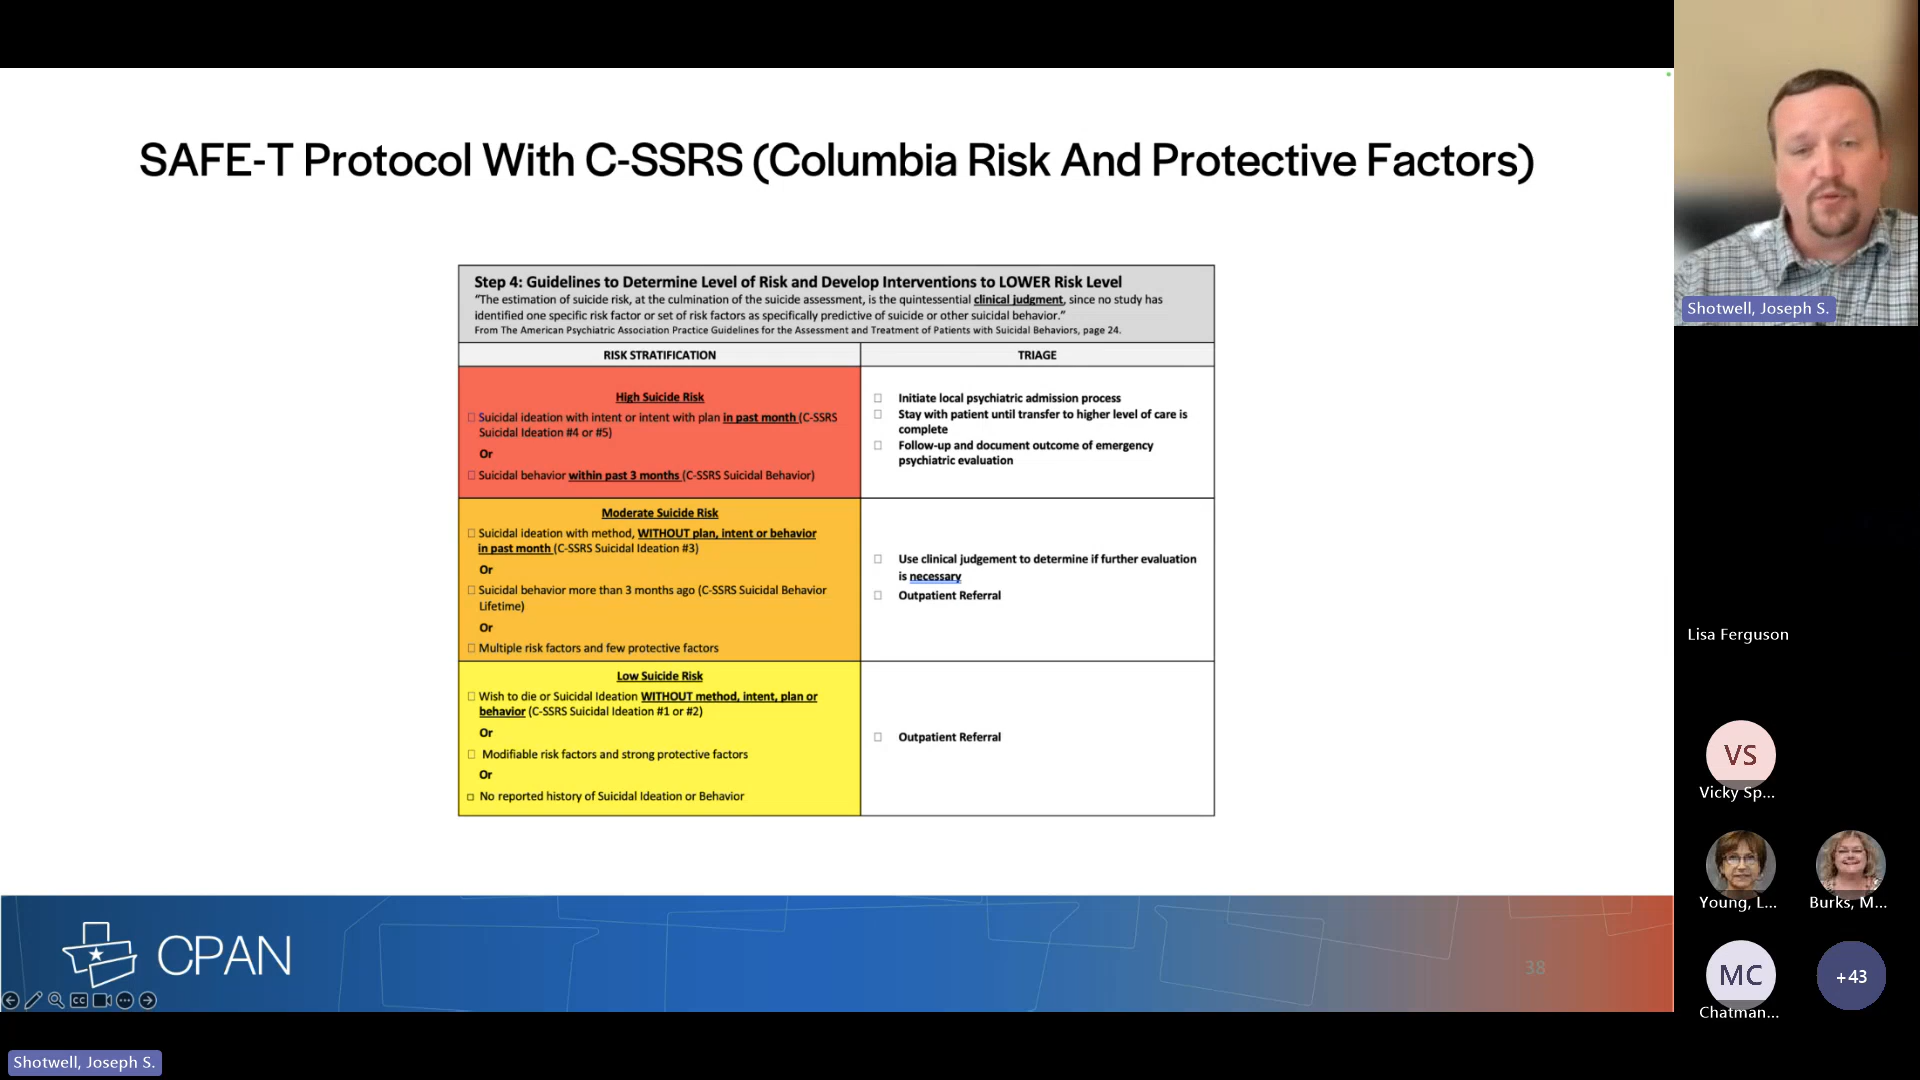 SAFE-T Protocol With C-SSRS (Columbia Risk And Protective Factors)
Step 4: Guidelines to Determine Level of Risk and Develop Interventions to LOWER Risk Level
"The estimation of suicide risk, at the culmination of the suicide assessment, is the quintessential clinical judgment, since no study has
identified one specific risk factor or set of risk factors as specifically predictive of suicide or other suicidal behavior."
From The American Psychiatric Association Practice Guidelines for the Assessment and Treatment of Patients with Suicidal Behaviors, page 24.
RISK STRATIFICATION
TRIAGE
High Suicide Risk
Suicidal ideation with intent or intent with plan in past month (C-SSRS
Suicidal Ideation #4 or #5)
Or
Suicidal behavior within past 3 months (C-SSRS Suicidal Behavior)
Initiate local psychiatric admission process
Stay with patient until transfer to higher level of care is
complete
Follow-up and document outcome of emergency
psychiatric evaluation
Moderate Suicide Risk
Suicidal ideation with method, WITHOUT plan, intent or behavior
in past month (C-SSRS Suicidal Ideation #3)
Or
Suicidal behavior more than 3 months ago (C-SSRS Suicidal Behavior
Lifetime)
Or
Multiple risk factors and few protective factors
Use clinical judgement to determine if further evaluation
is necessary
Outpatient Referral
Low Suicide Risk
Wish to die or Suicidal Ideation WITHOUT method, intent, plan or
behavior (C-SSRS Suicidal Ideation #1 or #2)
Or
Modifiable risk factors and strong protective factors
Or
No reported history of Suicidal Ideation or Behavior
Outpatient Referral
CPAN
38
CC
Shotwell, Joseph S.
Shotwell, Joseph S.
Lisa Ferguson
VS
Vicky Sp...
Young, L...
Burks, M...
MC
Chatman...
+43